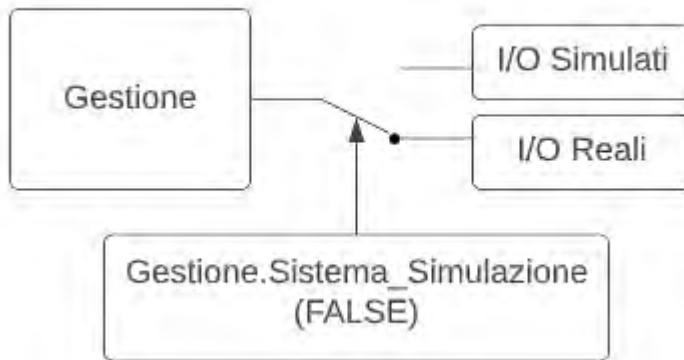 I/O Simulati
Gestione
I/O Reali
Gestione.Sistema_Simulazione
(FALSE)